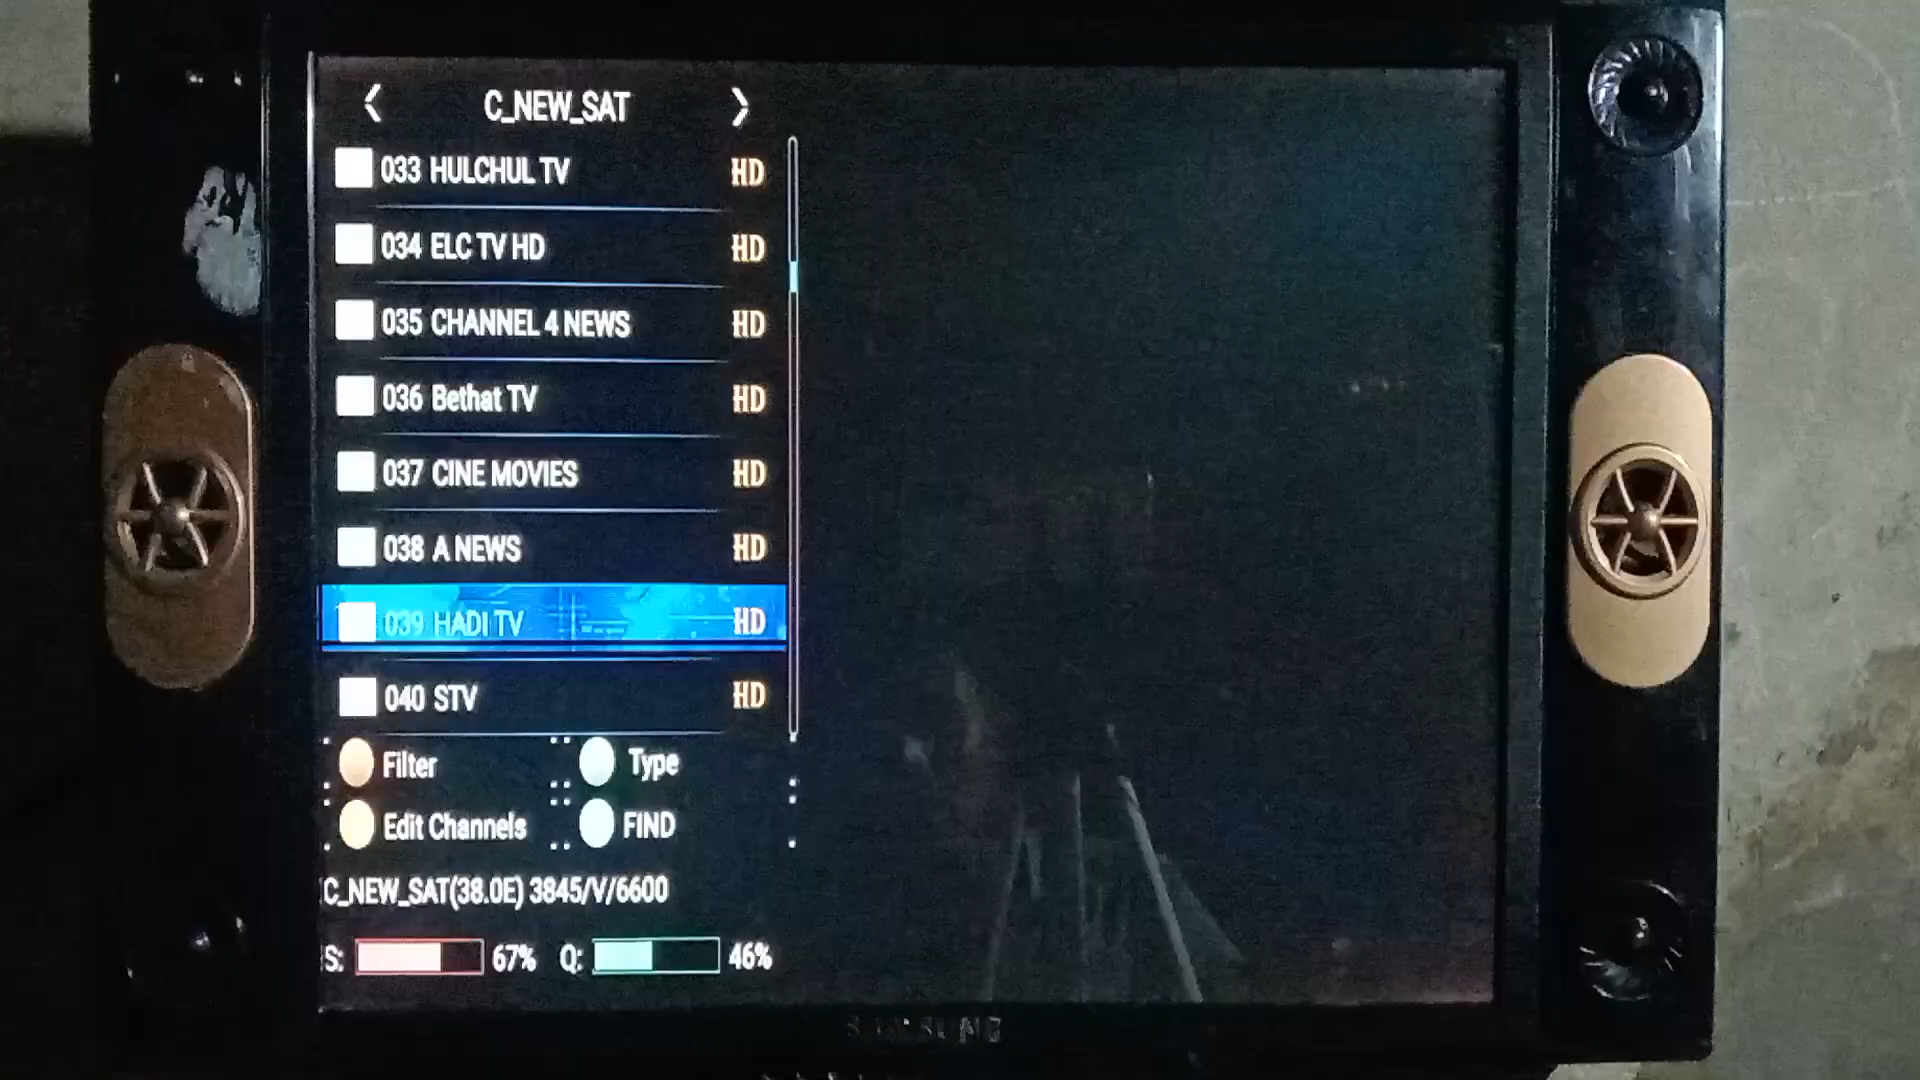 C_NEW_SAT
033 HULCHUL TV HD
034 ELC TV HD HD
035 CHANNEL 4 NEWS HD
036 Bethat TV HD
037 CINE MOVIES HD
038 A NEWS HD
039 HADI TV HD
040 STV HD
Filter Type
Edit Channels FIND
C_NEW_SAT(38.0E) 3845/V/6600
S: 67% Q: 46%
SAMSUNG